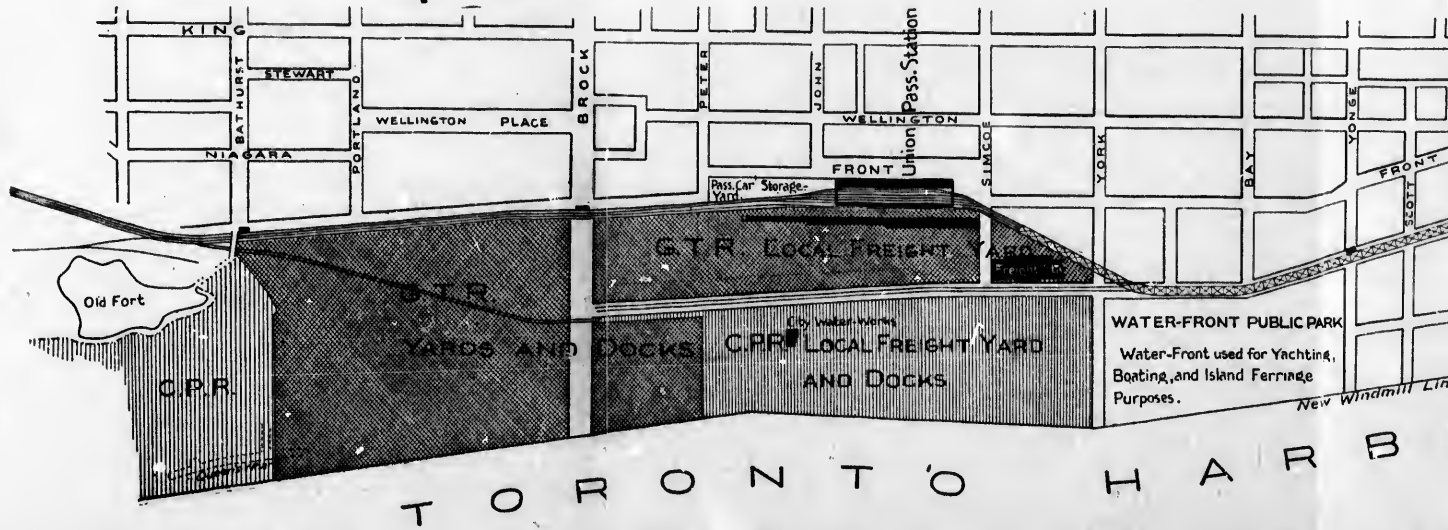 KING
STEWART
BATHURST
PORTLAND
BROCK
PETER
JOHN
Union Pass. Station
WELLINGTON PLACE
WELLINGTON
NIAGARA
FRONT
SIMCOE
YORK
BAY
YONGE
SCOTT
FRONT
Pass. Car Storage-
Yard.
G.T.R. LOCAL FREIGHT YARD
Old Fort
G.T.R.
YARDS AND DOCKS
City Water-Works
C.P.R. LOCAL FREIGHT YARD
AND DOCKS
C.P.R.
WATER-FRONT PUBLIC PARK
Water-Front used for Yachting,
Boating, and Island Ferriage
Purposes.
New Windmill Lin
TORONTO HARB